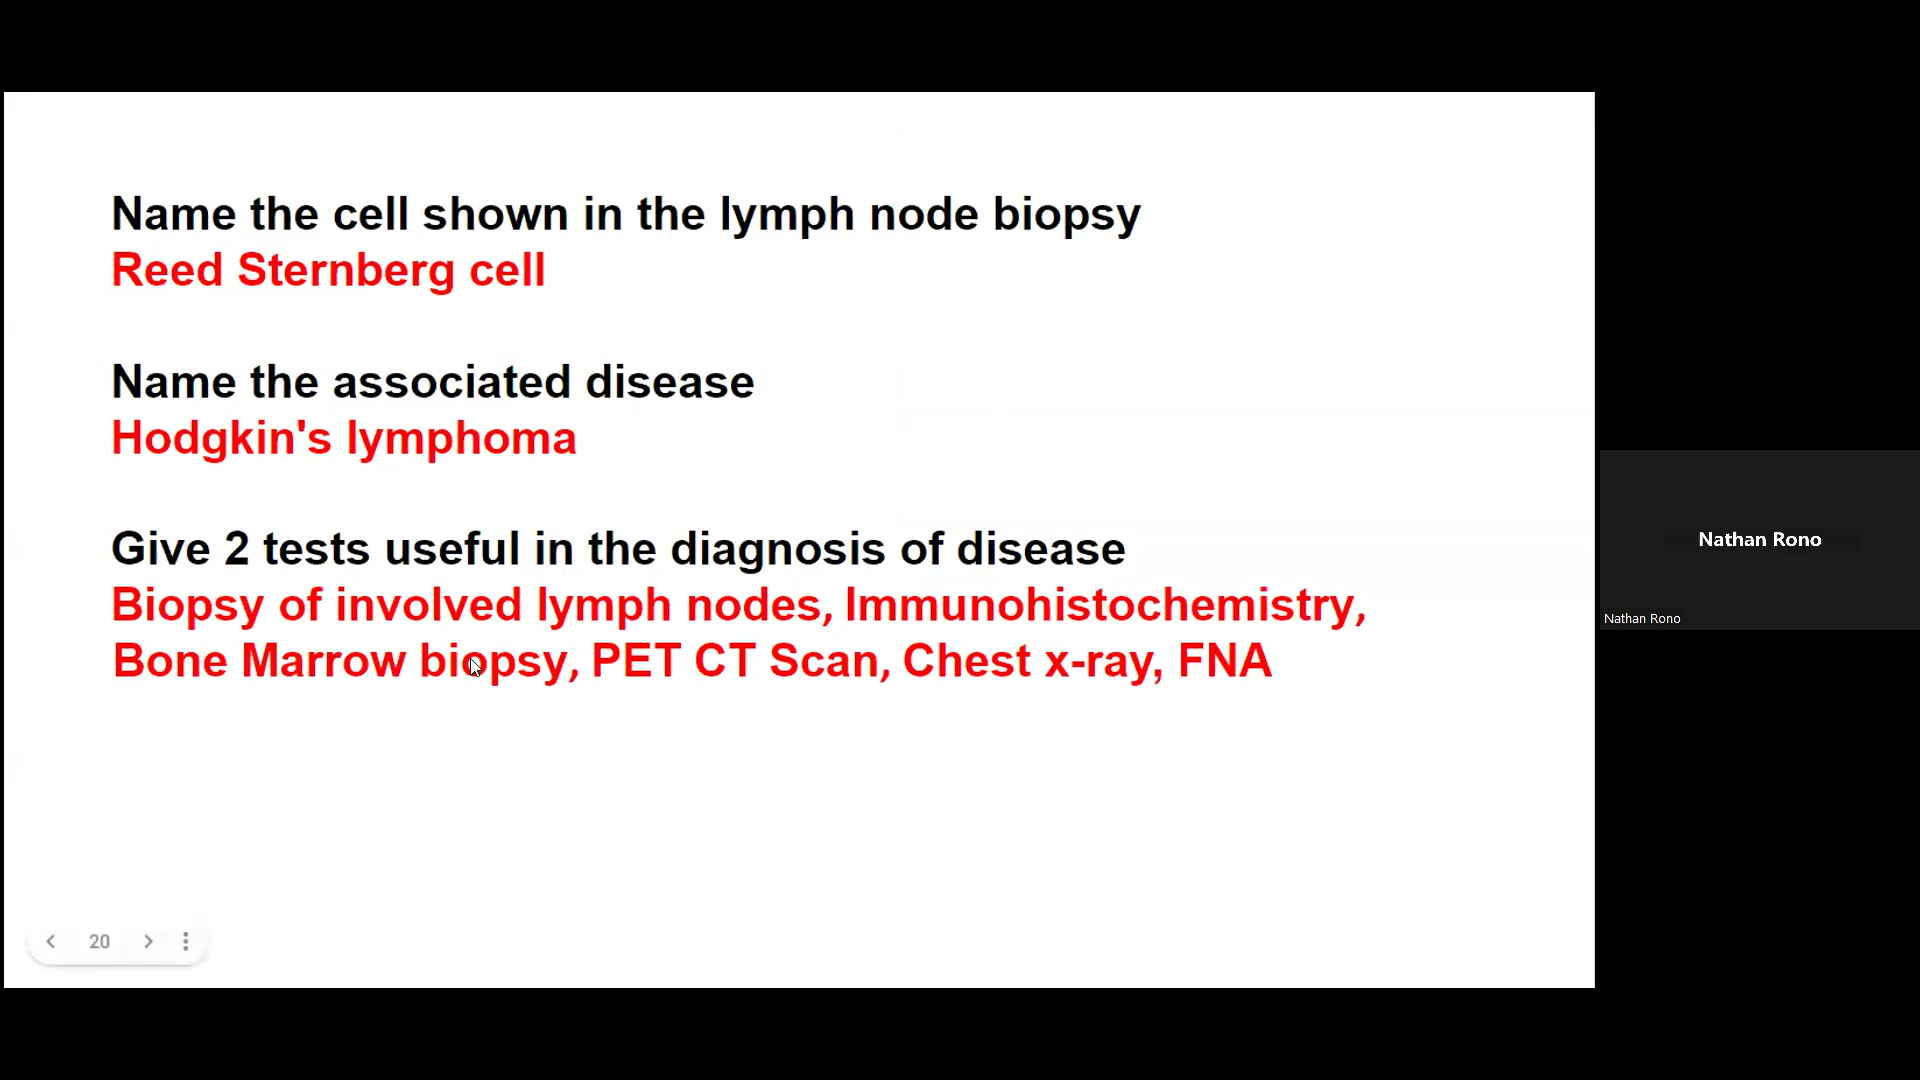 Name the cell shown in the lymph node biopsy
Reed Sternberg cell
Name the associated disease
Hodgkin's lymphoma
Give 2 tests useful in the diagnosis of disease
Biopsy of involved lymph nodes, Immunohistochemistry,
Bone Marrow biopsy, PET CT Scan, Chest x-ray, FNA
20
Nathan Rono
Nathan Rono